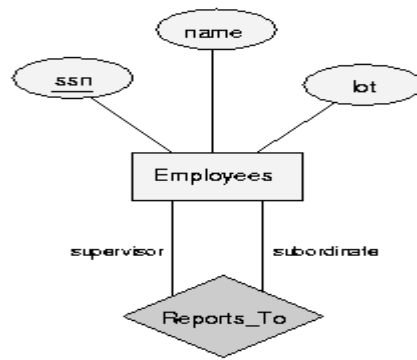 name
ssn
lot
Employees
supervisor
subordinate
Reports_To